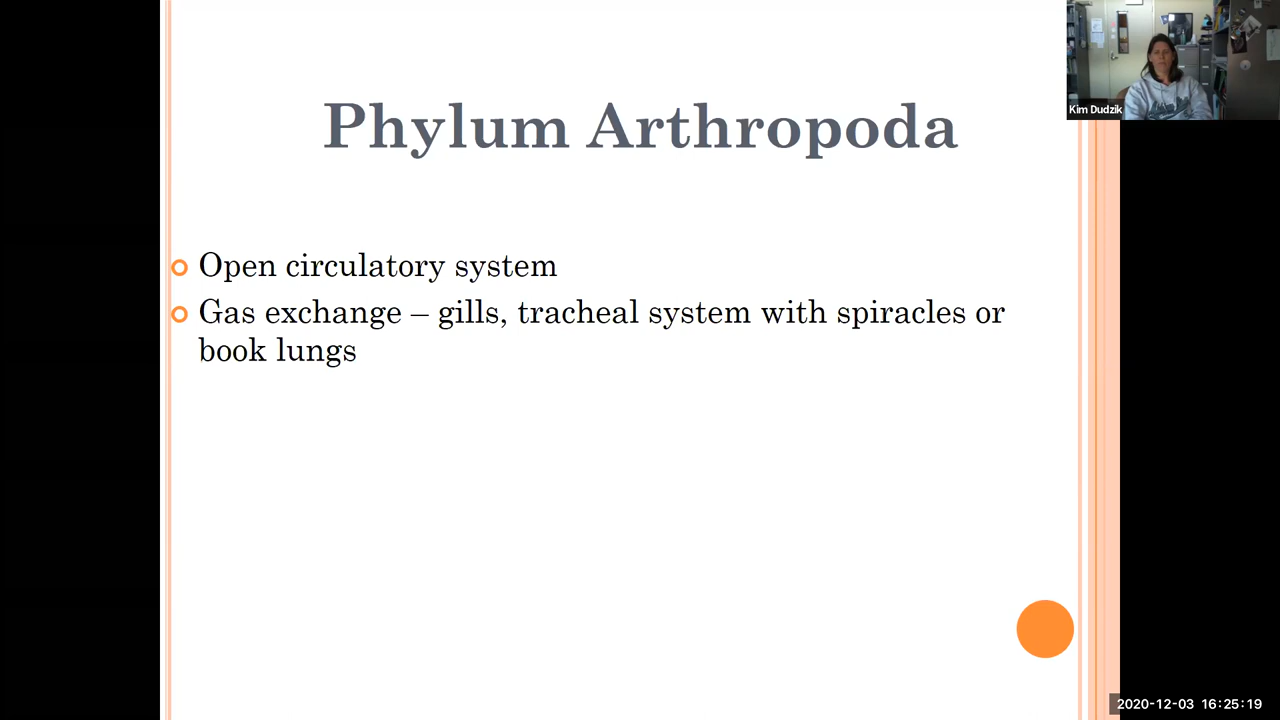 Phylum Arthropoda
Open circulatory system
Gas exchange – gills, tracheal system with spiracles or
book lungs
Kim Dudzik
2020-12-03 16:25:19